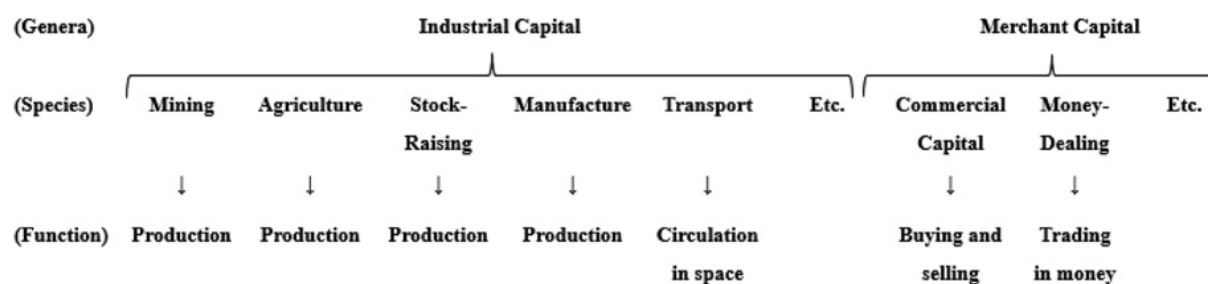 (Genera) Industrial Capital Merchant Capital
(Species) Mining Agriculture Stock- Manufacture Transport Etc. Commercial Money- Etc.
Raising Capital Dealing
↓ ↓ ↓ ↓ ↓ ↓ ↓
(Function) Production Production Production Production Circulation Buying and Trading
in space selling in money